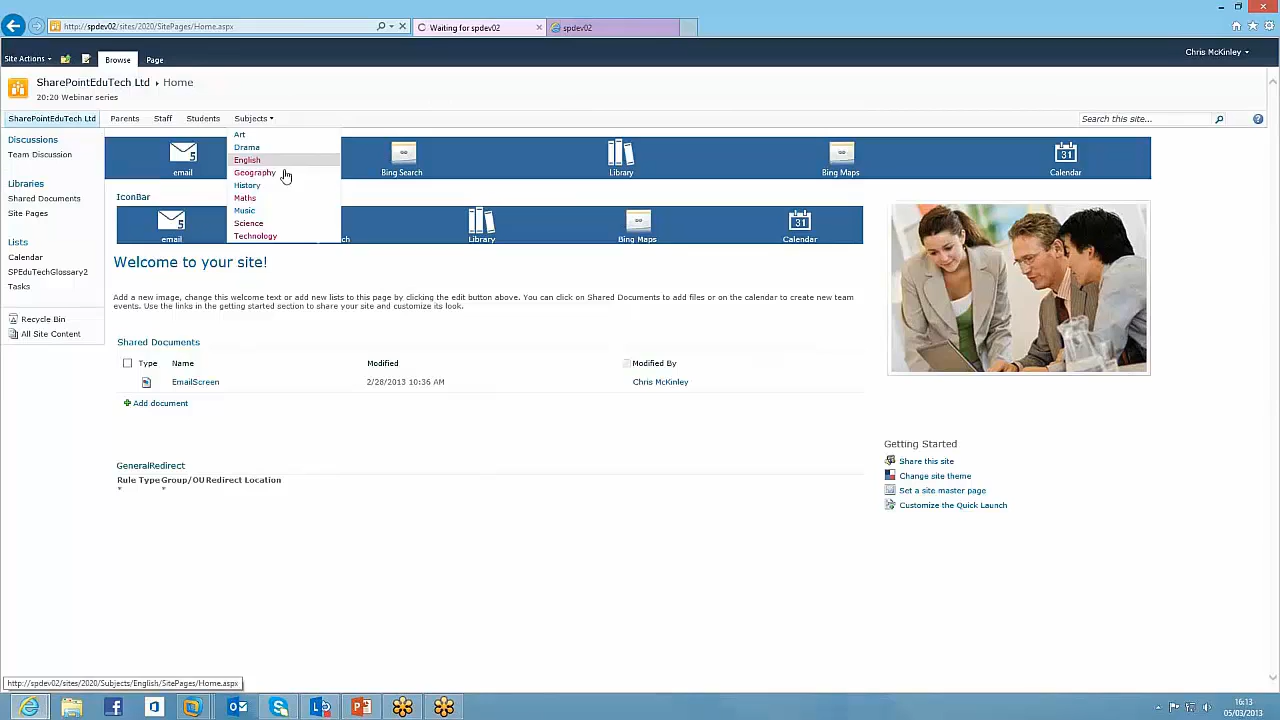 http://spdev02/sites/2020/SitePages/Home.aspx
Waiting for spdev02
spdev02
Site Actions
Browse
Page
Chris McKinley
SharePointEduTech Ltd
Home
20:20 Webinar series
SharePointEduTech Ltd
Parents
Staff
Students
Subjects
Search this site...
Discussions
Team Discussion
Libraries
Shared Documents
Site Pages
Lists
Calendar
SPEduTechGlossary2
Tasks
Recycle Bin
All Site Content
Art
Drama
English
Geography
History
Maths
Music
Science
Technology
5
email
Bing Search
Library
Bing Maps
31
Calendar
IconBar
5
email
Library
Bing Maps
31
Calendar
Welcome to your site!
Add a new image, change this welcome text or add new lists to this page by clicking the edit button above. You can click on Shared Documents to add files or on the calendar to create new team
events. Use the links in the getting started section to share your site and customize its look.
Shared Documents
Type
Name
Modified
Modified By
EmailScreen
2/28/2013 10:36 AM
Chris McKinley
Add document
GeneralRedirect
Rule Type Group/OU Redirect Location
Getting Started
Share this site
Change site theme
Set a site master page
Customize the Quick Launch
http://spdev02/sites/2020/Subjects/English/SitePages/Home.aspx
16:13
05/03/2013